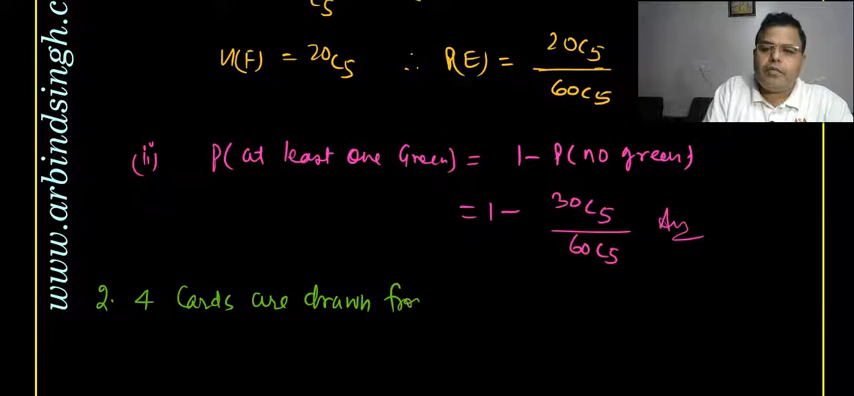 C5
n(F) = 20C5 ∴ P(E) = 20C5 / 60C5
(ii) P(at least one Green) = 1 - P(no green)
= 1 - 30C5 / 60C5 Ans
2. 4 Cards are drawn from
www.arbindsingh.c